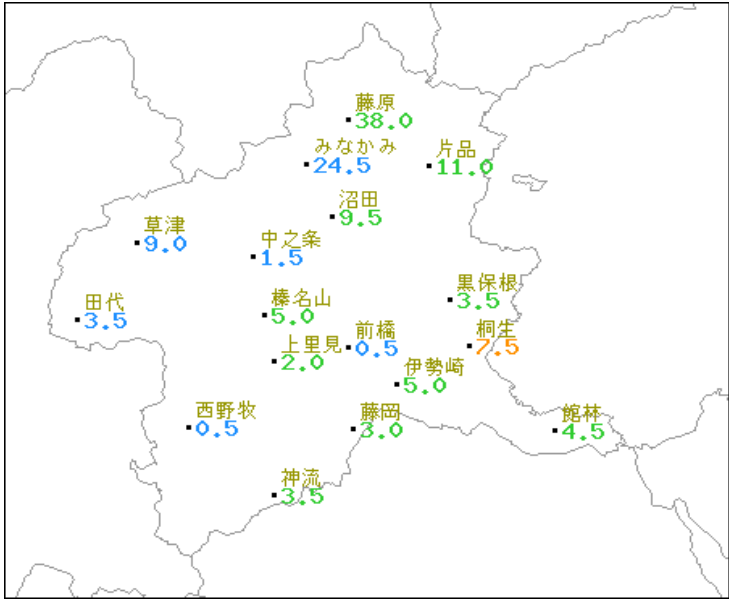 藤原
38.0
みなかみ
24.5
片品
11.0
沼田
9.5
草津
9.0
中之条
1.5
黒保根
3.5
田代
3.5
榛名山
5.0
前橋
0.5
桐生
7.5
上里見
2.0
伊勢崎
5.0
西野牧
0.5
藤岡
3.0
館林
4.5
神流
3.5